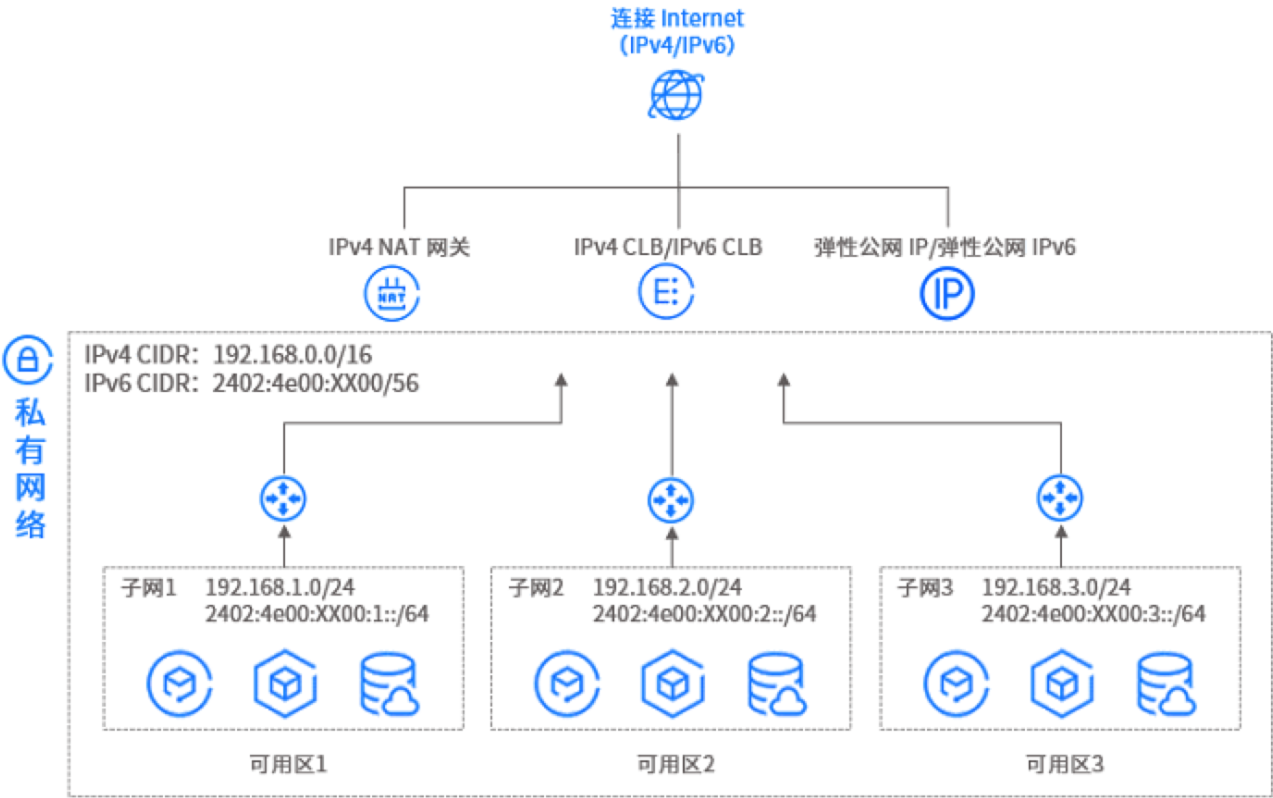 连接 Internet
（IPv4/IPv6）
IPv4 NAT 网关
IPv4 CLB/IPv6 CLB
弹性公网 IP/弹性公网 IPv6
NAT
E
IP
IPv4 CIDR：192.168.0.0/16
IPv6 CIDR：2402:4e00:XX00/56
私有网络
子网1 192.168.1.0/24
2402:4e00:XX00:1::/64
子网2 192.168.2.0/24
2402:4e00:XX00:2::/64
子网3 192.168.3.0/24
2402:4e00:XX00:3::/64
可用区1
可用区2
可用区3